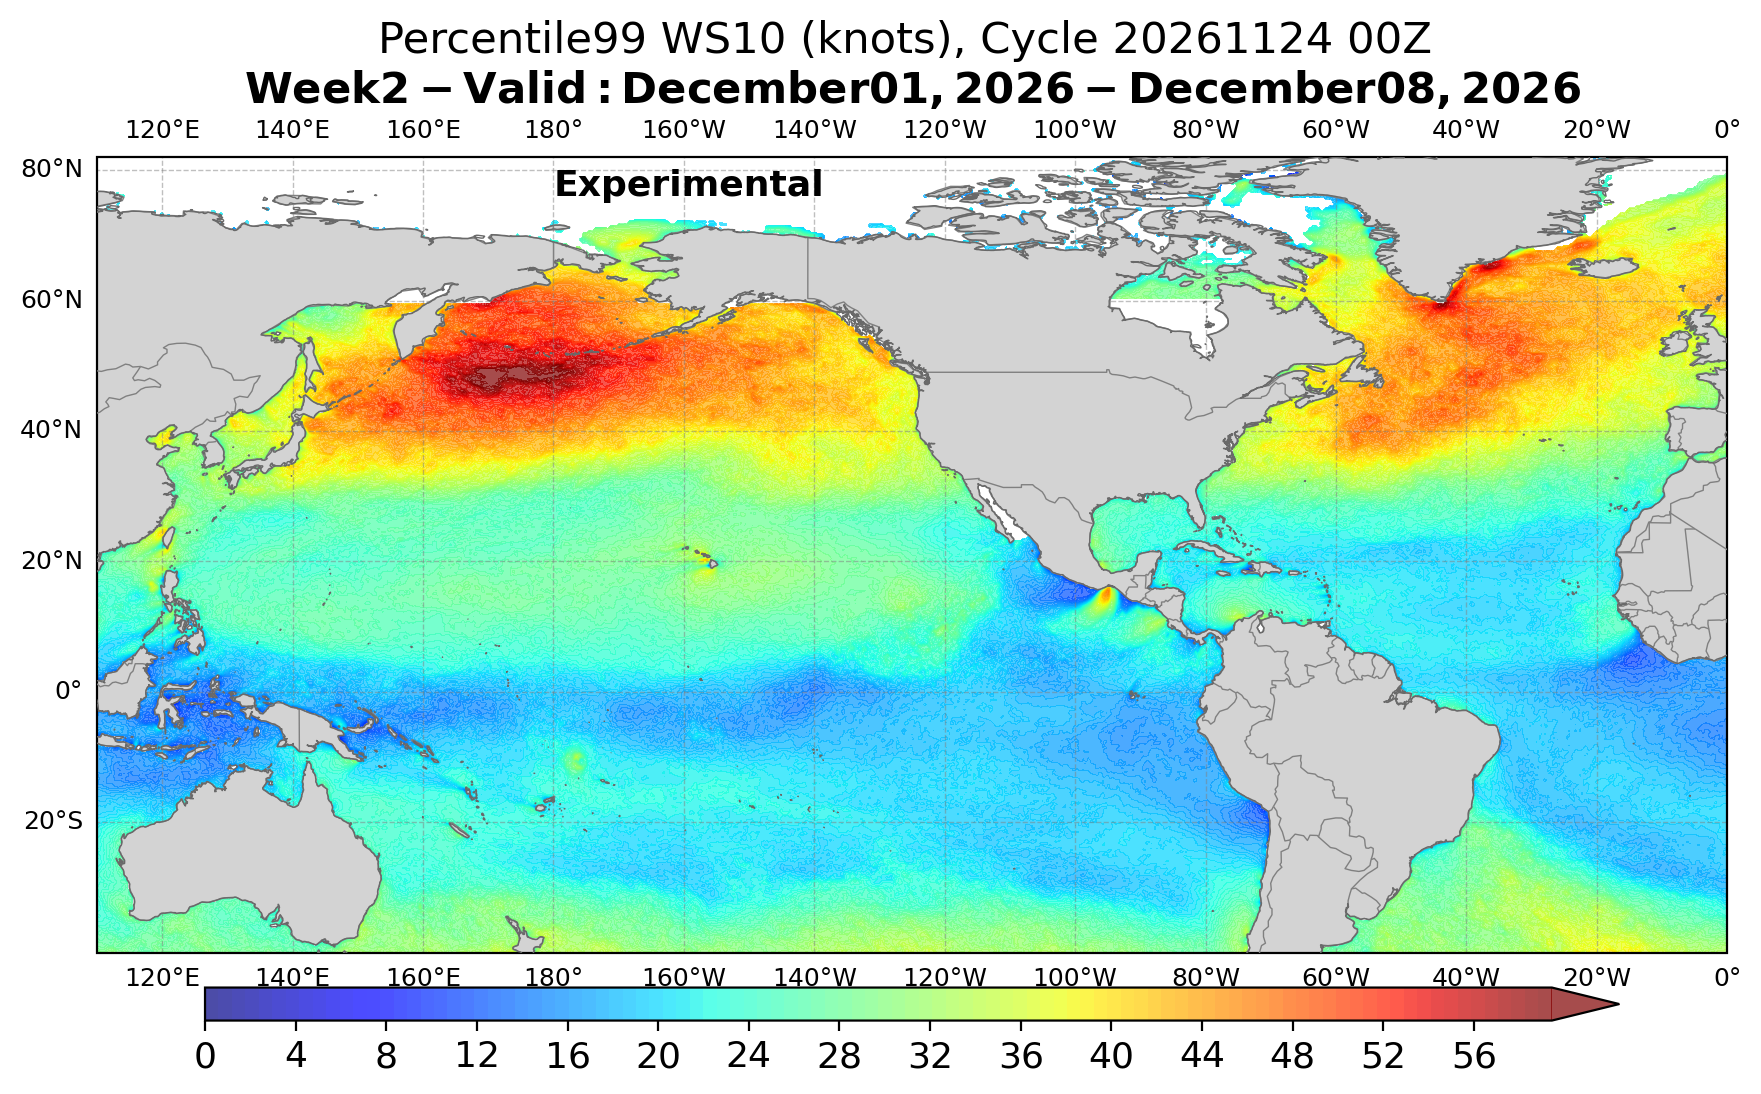 Percentile99 WS10 (knots), Cycle 20261124 00Z
Week2 − Valid : December01, 2026 − December08, 2026
120°E 140°E 160°E 180° 160°W 140°W 120°W 100°W 80°W 60°W 40°W 20°W 0°
80°N
Experimental
60°N
40°N
20°N
0°
20°S
120°E 140°E 160°E 180° 160°W 140°W 120°W 100°W 80°W 60°W 40°W 20°W 0°
0 4 8 12 16 20 24 28 32 36 40 44 48 52 56